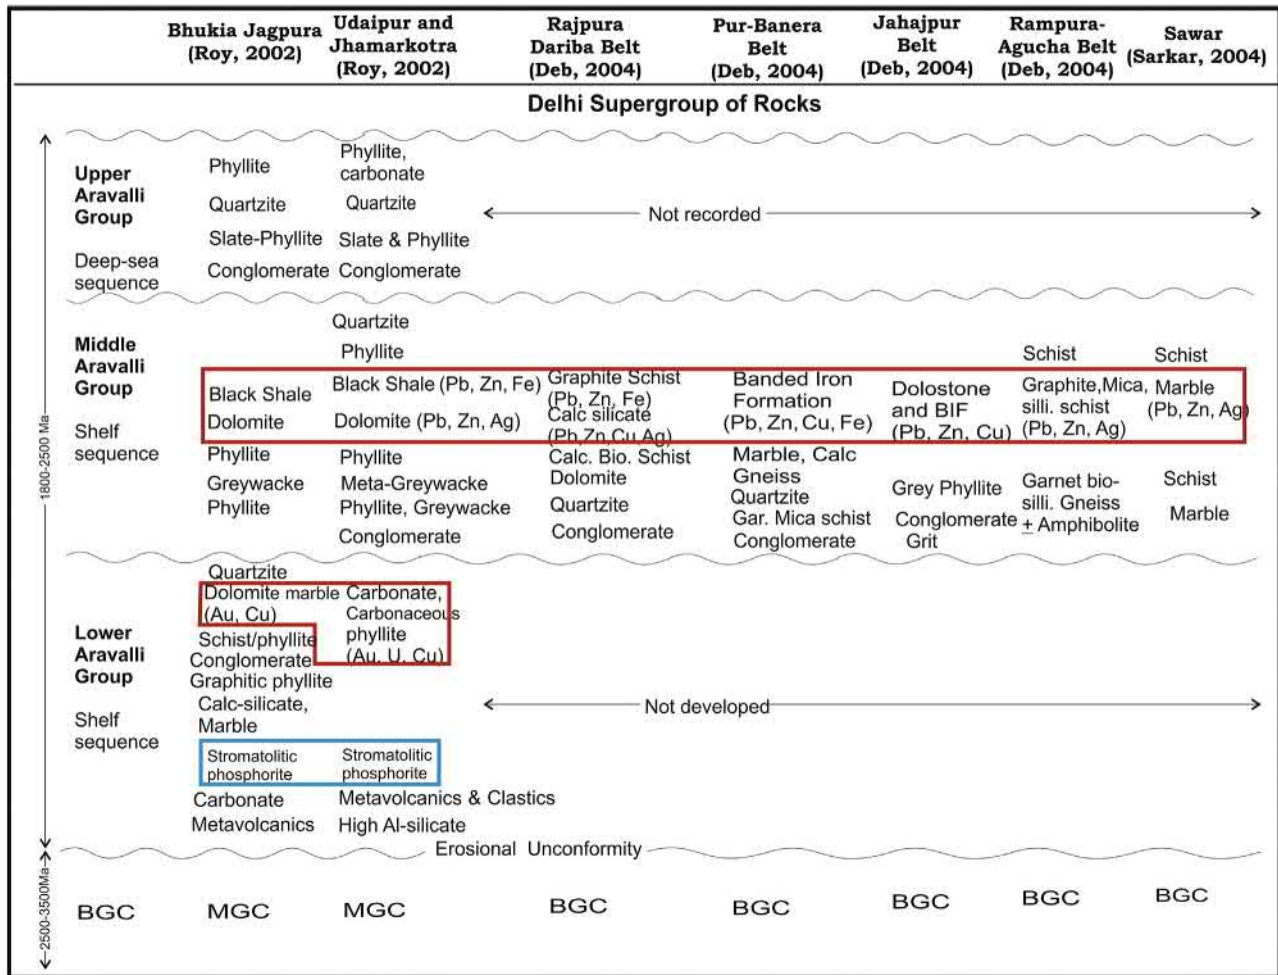 Bhukia Jagpura
(Roy, 2002)
Udaipur and
Jhamarkotra
(Roy, 2002)
Rajpura
Dariba Belt
(Deb, 2004)
Pur-Banera
Belt
(Deb, 2004)
Jahajpur
Belt
(Deb, 2004)
Rampura-
Agucha Belt
(Deb, 2004)
Sawar
(Sarkar, 2004)
Delhi Supergroup of Rocks
1800-2500 Ma
Upper
Aravalli
Group
Deep-sea
sequence
Phyllite
Quartzite
Slate-Phyllite
Conglomerate
Phyllite,
carbonate
Quartzite
Slate & Phyllite
Conglomerate
Not recorded
Middle
Aravalli
Group
Shelf
sequence
Black Shale
Dolomite
Phyllite
Greywacke
Phyllite
Quartzite
Phyllite
Black Shale (Pb, Zn, Fe)
Dolomite (Pb, Zn, Ag)
Phyllite
Meta-Greywacke
Phyllite, Greywacke
Conglomerate
Graphite Schist
(Pb, Zn, Fe)
Calc silicate
(Pb,Zn,Cu,Ag)
Calc. Bio. Schist
Dolomite
Quartzite
Conglomerate
Banded Iron
Formation
(Pb, Zn, Cu, Fe)
Marble, Calc
Gneiss
Quartzite
Gar. Mica schist
Conglomerate
Dolostone
and BIF
(Pb, Zn, Cu)
Grey Phyllite
Conglomerate
Grit
Schist
Graphite,Mica,
silli. schist
(Pb, Zn, Ag)
Garnet bio-
silli. Gneiss
± Amphibolite
Schist
Marble
(Pb, Zn, Ag)
Schist
Marble
Lower
Aravalli
Group
Shelf
sequence
Quartzite
Dolomite marble
(Au, Cu)
Schist/phyllite
Conglomerate
Graphitic phyllite
Calc-silicate,
Marble
Stromatolitic
phosphorite
Carbonate
Metavolcanics
Carbonate,
Carbonaceous
phyllite
(Au, U, Cu)
Stromatolitic
phosphorite
Metavolcanics & Clastics
High Al-silicate
Not developed
Erosional Unconformity
2500-3500Ma
BGC
MGC
MGC
BGC
BGC
BGC
BGC
BGC